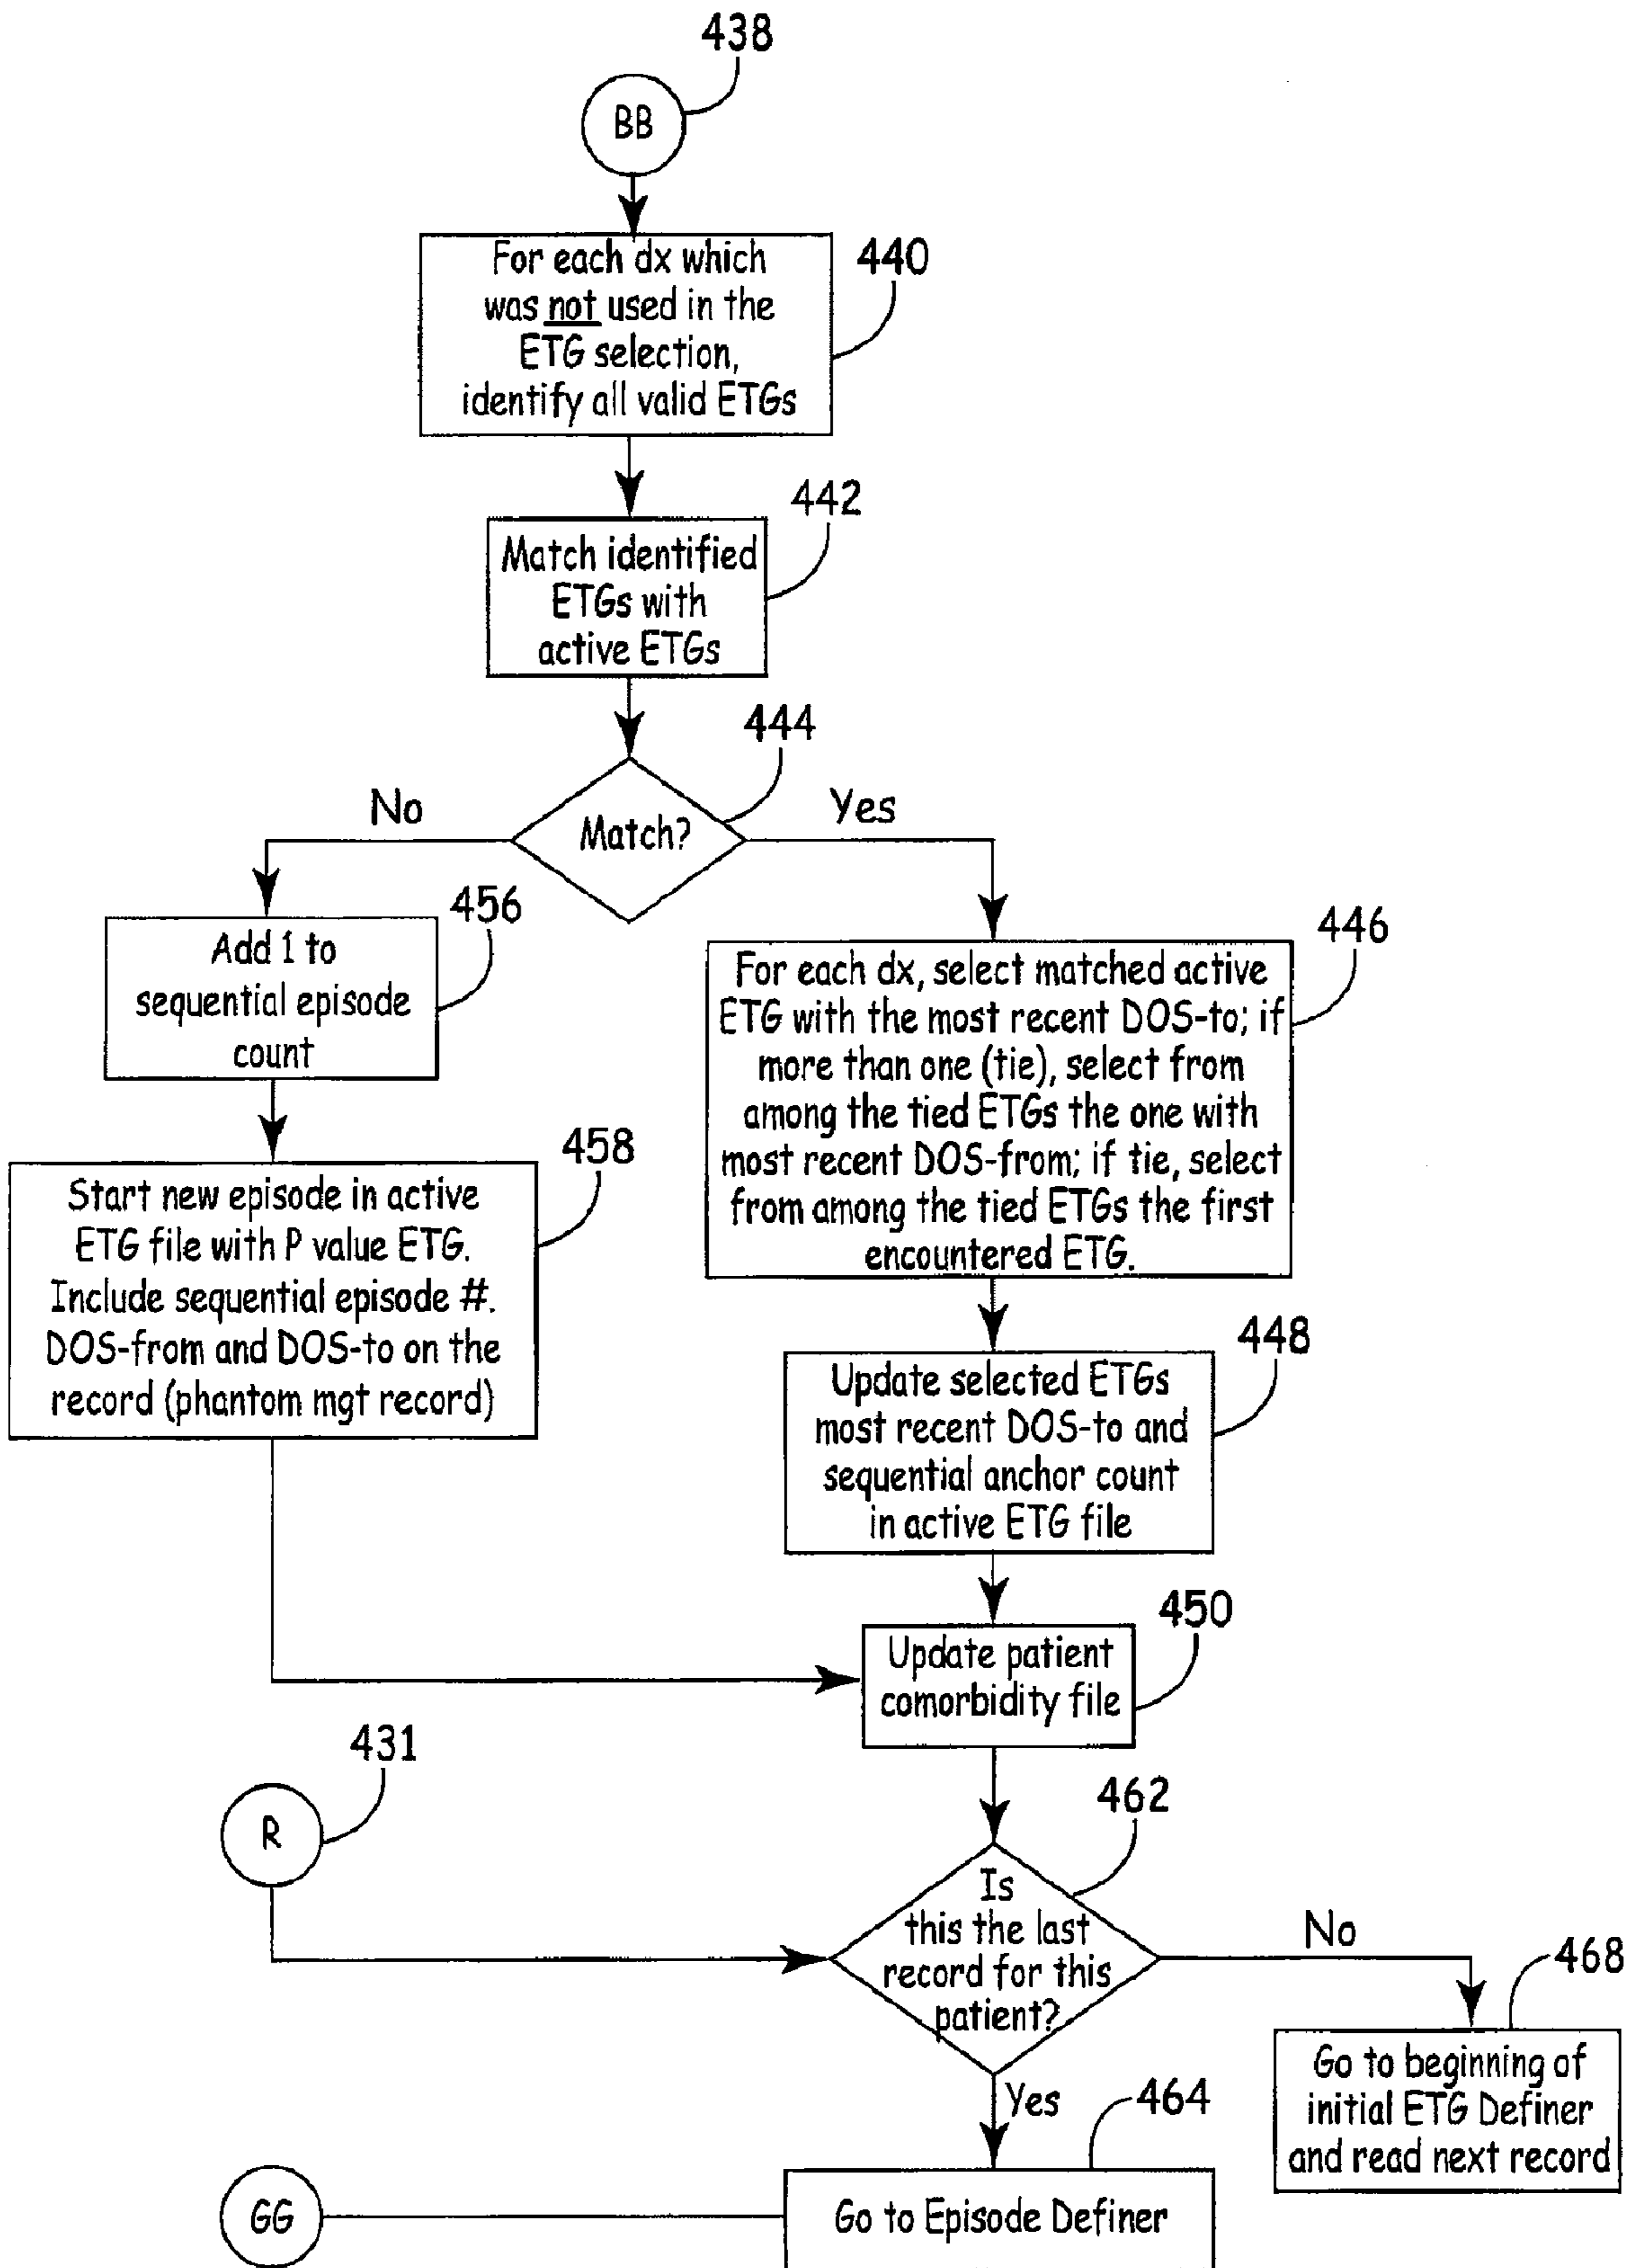 438
BB
For each dx which
was not used in the
ETG selection,
identify all valid ETGs
440
442
Match identified
ETGs with
active ETGs
444
No
Match?
Yes
456
Add 1 to
sequential episode
count
446
For each dx, select matched active
ETG with the most recent DOS-to; if
more than one (tie), select from
among the tied ETGs the one with
most recent DOS-from; if tie, select
from among the tied ETGs the first
encountered ETG.
458
Start new episode in active
ETG file with P value ETG.
Include sequential episode #.
DOS-from and DOS-to on the
record (phantom mgt record)
448
Update selected ETGs
most recent DOS-to and
sequential anchor count
in active ETG file
450
Update patient
comorbidity file
431
R
462
Is
this the last
record for this
patient?
No
468
Go to beginning of
initial ETG Definer
and read next record
Yes
464
GG
Go to Episode Definer